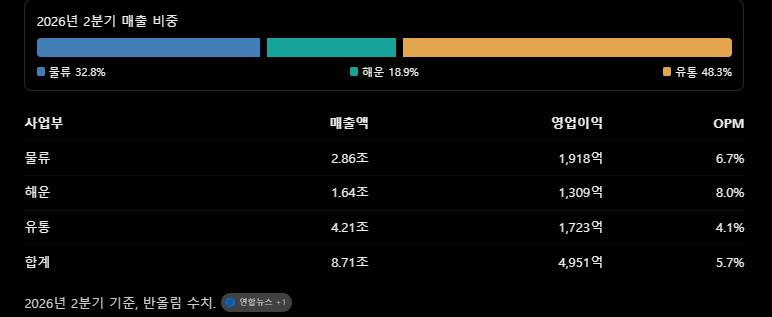 2026년 2분기 매출 비중
물류 32.8% 해운 18.9% 유통 48.3%
사업부 매출액 영업이익 OPM
물류 2.86조 1,918억 6.7%
해운 1.64조 1,309억 8.0%
유통 4.21조 1,723억 4.1%
합계 8.71조 4,951억 5.7%
2026년 2분기 기준, 반올림 수치. 연합뉴스 +1